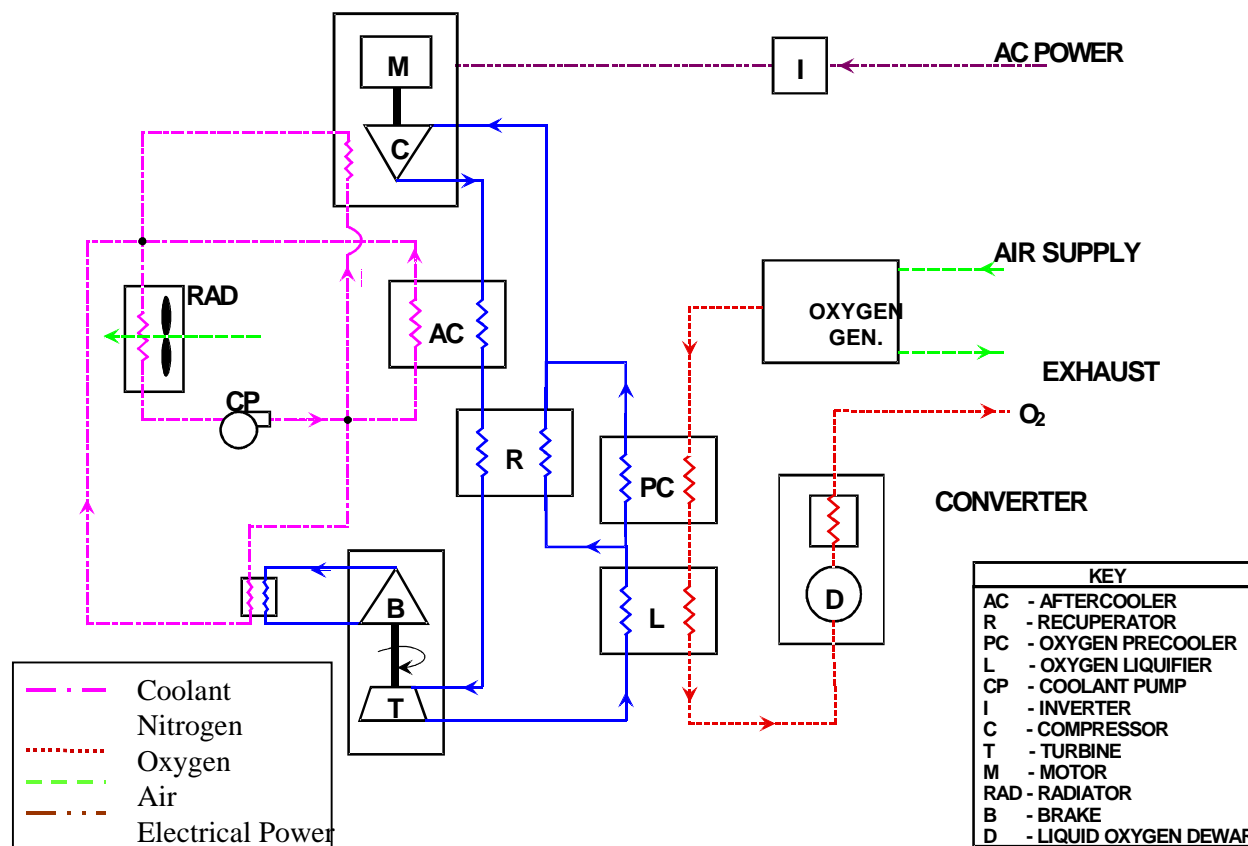 M
I
AC POWER
C
AIR SUPPLY
RAD
OXYGEN
GEN.
AC
EXHAUST
CP
O2
R
PC
CONVERTER
B
D
L
T
Coolant
Nitrogen
Oxygen
Air
Electrical Power
KEY
AC - AFTERCOOLER
R - RECUPERATOR
PC - OXYGEN PRECOOLER
L - OXYGEN LIQUIFIER
CP - COOLANT PUMP
I - INVERTER
C - COMPRESSOR
T - TURBINE
M - MOTOR
RAD - RADIATOR
B - BRAKE
D - LIQUID OXYGEN DEWAR